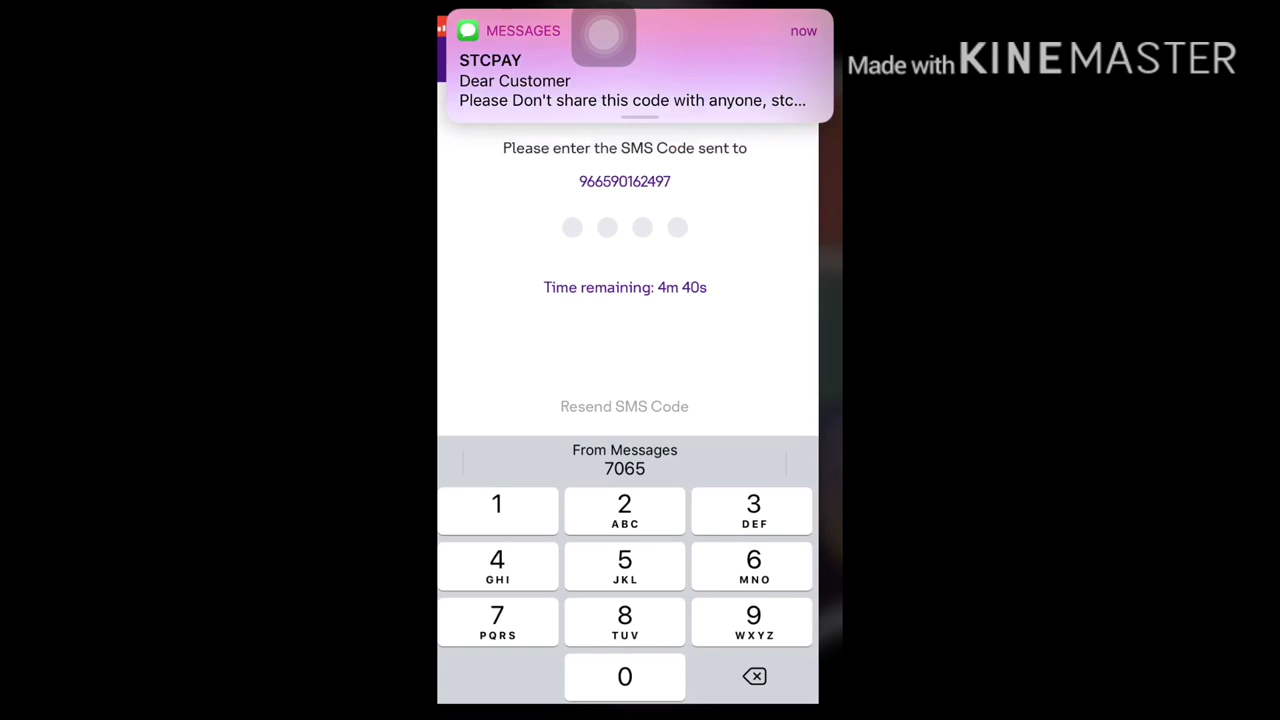 MESSAGES now
STCPAY
Dear Customer
Please Don't share this code with anyone, stc...
Made with KINEMASTER
Please enter the SMS Code sent to
966590162497
Time remaining: 4m 40s
Resend SMS Code
From Messages
7065
1 2 3
ABC DEF
4 5 6
GHI JKL MNO
7 8 9
PQRS TUV WXYZ
0